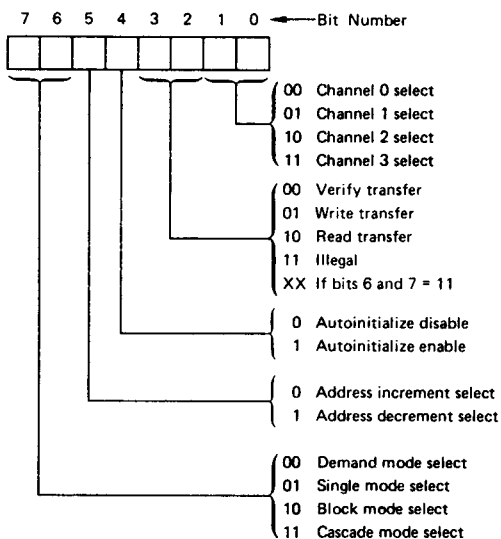 7 6 5 4 3 2 1 0 Bit Number
00 Channel 0 select
01 Channel 1 select
10 Channel 2 select
11 Channel 3 select
00 Verify transfer
01 Write transfer
10 Read transfer
11 Illegal
XX If bits 6 and 7 = 11
0 Autoinitialize disable
1 Autoinitialize enable
0 Address increment select
1 Address decrement select
00 Demand mode select
01 Single mode select
10 Block mode select
11 Cascade mode select